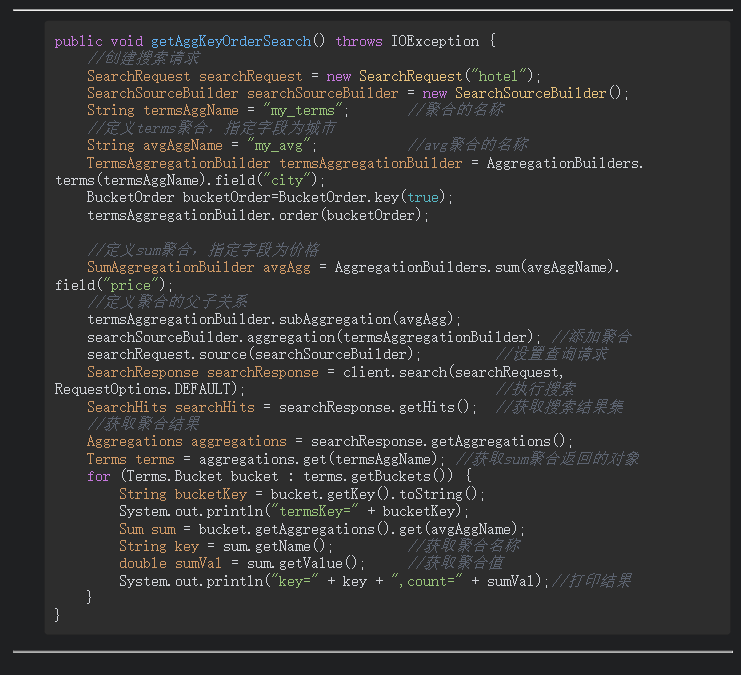 public void getAggKeyOrderSearch() throws IOException {
    //创建搜索请求
    SearchRequest searchRequest = new SearchRequest("hotel");
    SearchSourceBuilder searchSourceBuilder = new SearchSourceBuilder();
    String termsAggName = "my_terms";       //聚合的名称
    //定义terms聚合，指定字段为城市
    String avgAggName = "my_avg";           //avg聚合的名称
    TermsAggregationBuilder termsAggregationBuilder = AggregationBuilders.
terms(termsAggName).field("city");
    BucketOrder bucketOrder=BucketOrder.key(true);
    termsAggregationBuilder.order(bucketOrder);
    //定义sum聚合，指定字段为价格
    SumAggregationBuilder avgAgg = AggregationBuilders.sum(avgAggName).
field("price");
    //定义聚合的父子关系
    termsAggregationBuilder.subAggregation(avgAgg);
    searchSourceBuilder.aggregation(termsAggregationBuilder); //添加聚合
    searchRequest.source(searchSourceBuilder);         //设置查询请求
    SearchResponse searchResponse = client.search(searchRequest,
RequestOptions.DEFAULT);                               //执行搜索
    SearchHits searchHits = searchResponse.getHits();  //获取搜索结果集
    //获取聚合结果
    Aggregations aggregations = searchResponse.getAggregations();
    Terms terms = aggregations.get(termsAggName); //获取sum聚合返回的对象
    for (Terms.Bucket bucket : terms.getBuckets()) {
        String bucketKey = bucket.getKey().toString();
        System.out.println("termsKey=" + bucketKey);
        Sum sum = bucket.getAggregations().get(avgAggName);
        String key = sum.getName();         //获取聚合名称
        double sumVal = sum.getValue();     //获取聚合值
        System.out.println("key=" + key + ",count=" + sumVal);//打印结果
    }
}